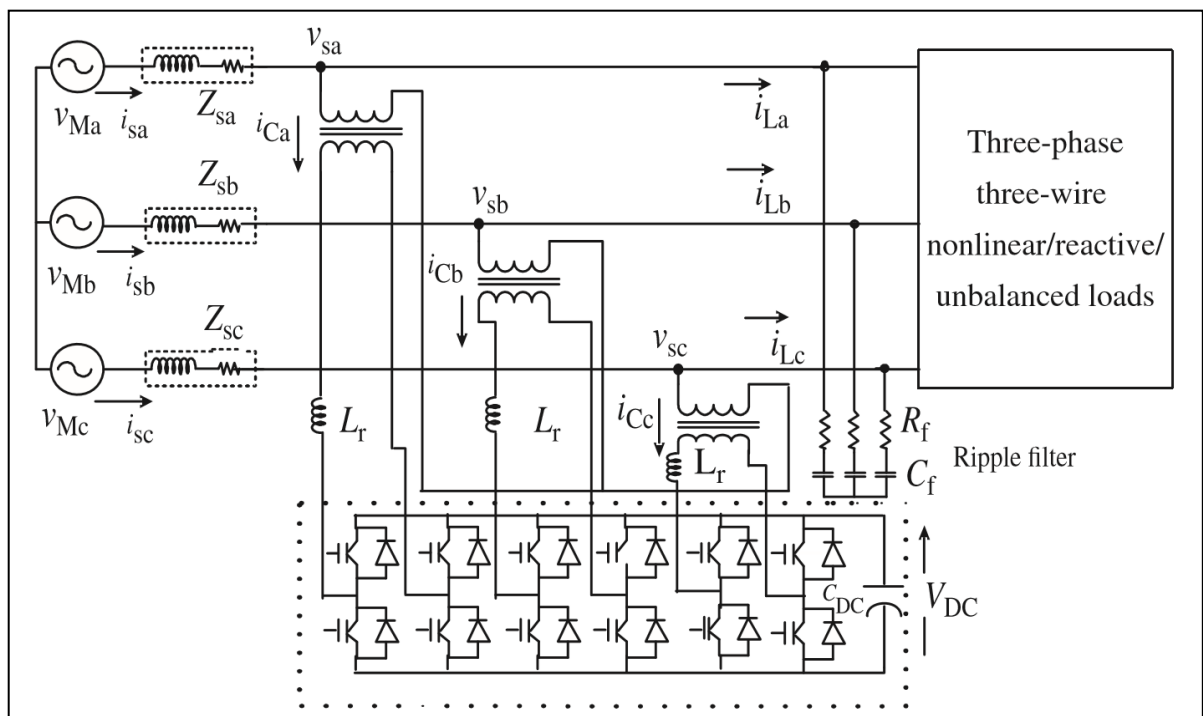 v_sa
v_Ma
i_sa
Z_sa
i_Ca
i_La
Three-phase
three-wire
nonlinear/reactive/
unbalanced loads
Z_sb
v_sb
i_Lb
v_Mb
i_sb
i_Cb
Z_sc
v_sc
i_Lc
v_Mc
i_sc
L_r
L_r
i_Cc
L_r
R_f
C_f
Ripple filter
C_DC
V_DC